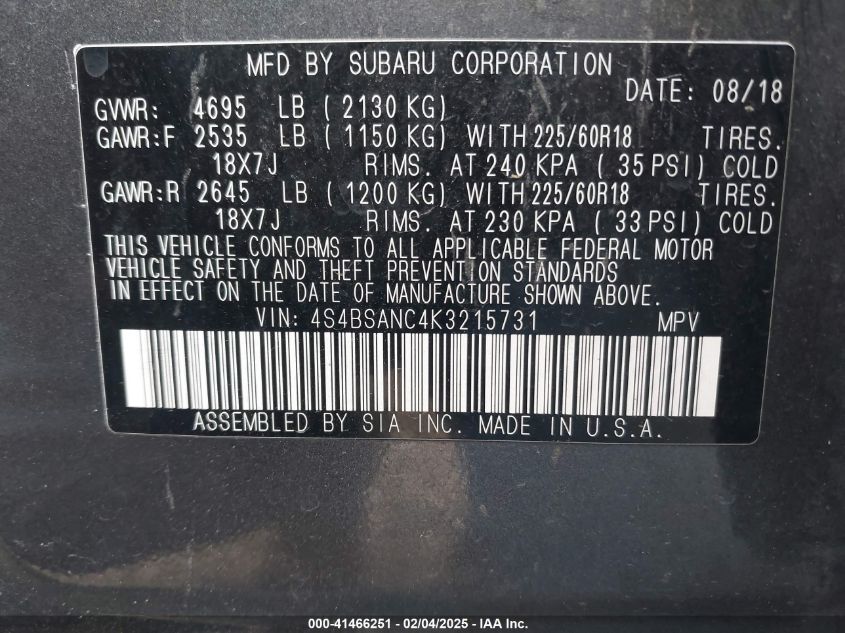 MFD BY SUBARU CORPORATION
DATE: 08/18
GVWR: 4695 LB ( 2130 KG)
GAWR:F 2535 LB ( 1150 KG) WITH 225/60R18 TIRES.
18X7J RIMS. AT 240 KPA ( 35 PSI) COLD
GAWR:R 2645 LB ( 1200 KG) WITH 225/60R18 TIRES.
18X7J RIMS. AT 230 KPA ( 33 PSI) COLD
THIS VEHICLE CONFORMS TO ALL APPLICABLE FEDERAL MOTOR
VEHICLE SAFETY AND THEFT PREVENTION STANDARDS
IN EFFECT ON THE DATE OF MANUFACTURE SHOWN ABOVE.
VIN: 4S4BSANC4K3215731 MPV
ASSEMBLED BY SIA INC. MADE IN U.S.A.
000-41466251 - 02/04/2025 - IAA Inc.